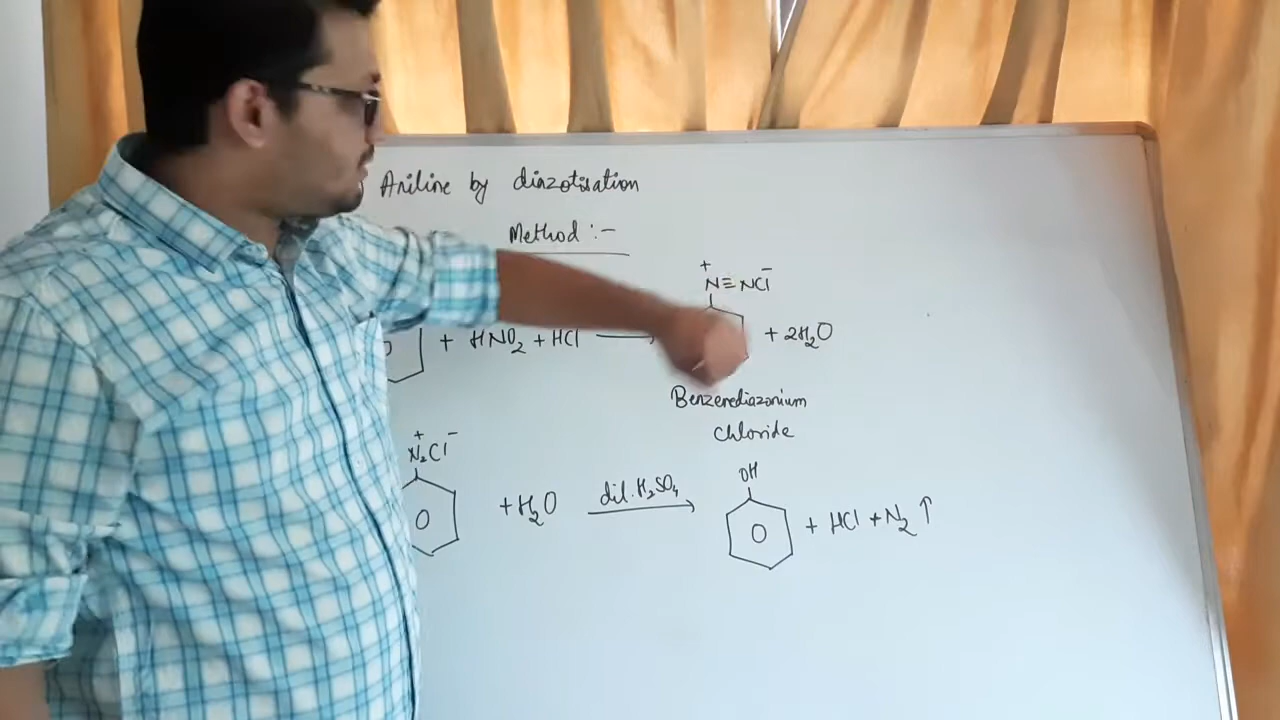 Aniline by diazotisation
Method :-
+
N≡NCl⁻
+ HNO₂ + HCl ⟶ + 2H₂O
Benzenediazonium
Chloride
+
N₂Cl⁻
OH
+ H₂O dil. H₂SO₄ ⟶ + HCl + N₂ ↑